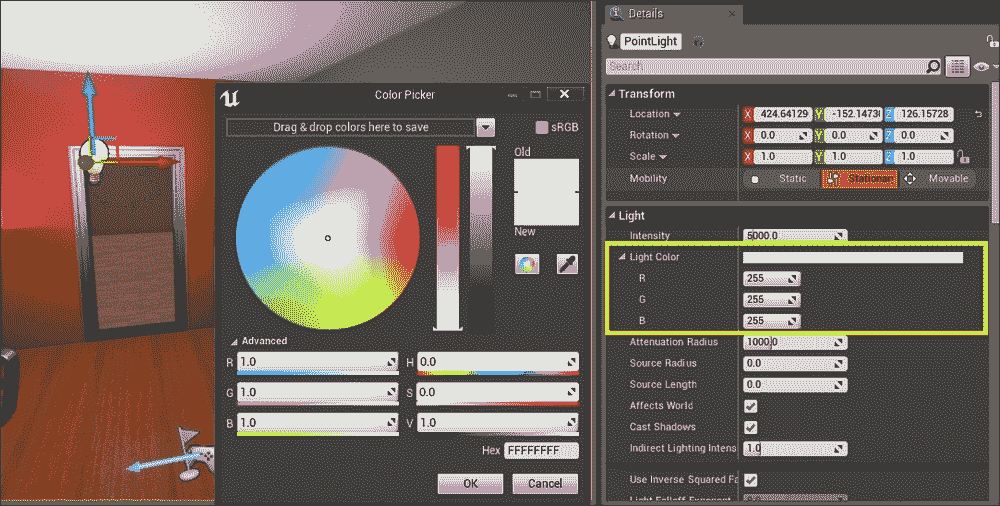 Color Picker
Drag & drop colors here to save
sRGB
Old
New
Advanced
R 1.0 H 0.0
G 1.0 S 0.0
B 1.0 V 1.0
Hex FFFFFFFF
OK Cancel
Details
PointLight
Search
Transform
Location X 424.64129 Y -152.1473 Z 126.15728
Rotation X 0.0 Y 0.0 Z 0.0
Scale X 1.0 Y 1.0 Z 1.0
Mobility Static Stationar Movable
Light
Intensity 5000.0
Light Color
R 255
G 255
B 255
Attenuation Radius 1000.0
Source Radius 0.0
Source Length 0.0
Affects World
Cast Shadows
Indirect Lighting Intens 1.0
Use Inverse Squared Fa
Light Falloff Exponent